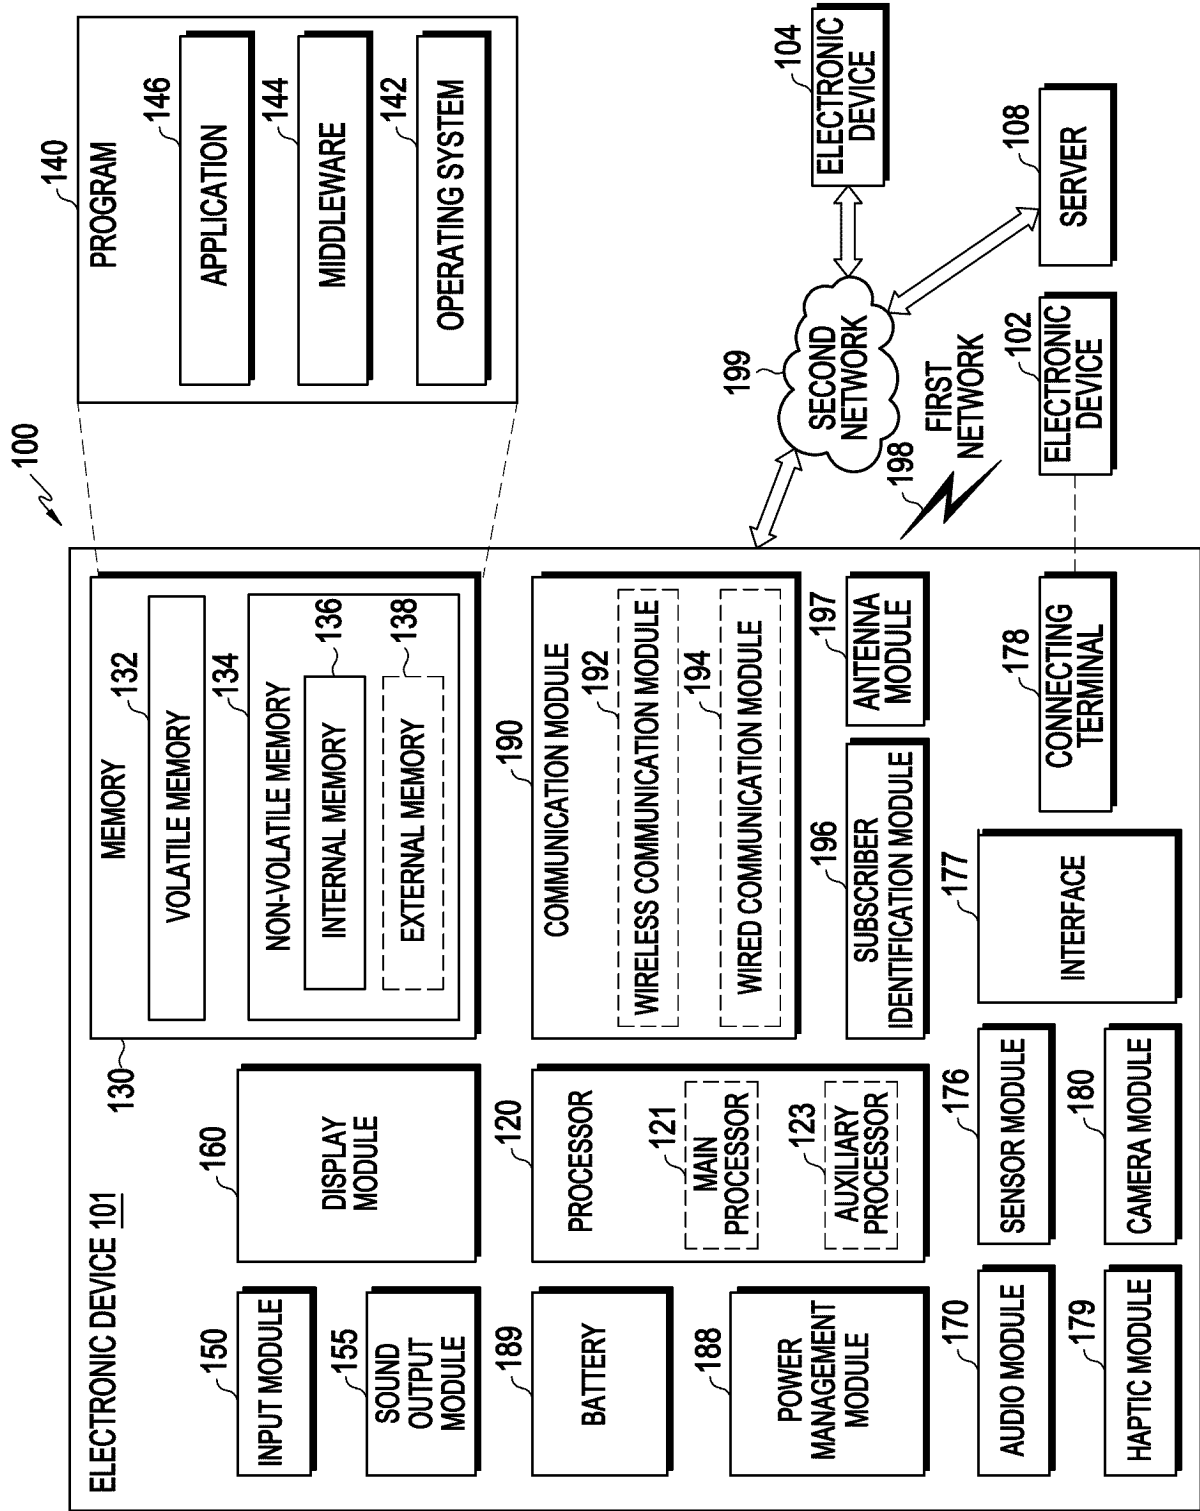 100
ELECTRONIC DEVICE 101
150
INPUT MODULE
155
SOUND
OUTPUT
MODULE
160
DISPLAY
MODULE
130
MEMORY
132
VOLATILE MEMORY
134
NON-VOLATILE MEMORY
136
INTERNAL MEMORY
138
EXTERNAL MEMORY
140
PROGRAM
146
APPLICATION
144
MIDDLEWARE
142
OPERATING SYSTEM
189
BATTERY
188
POWER
MANAGEMENT
MODULE
120
PROCESSOR
121
MAIN
PROCESSOR
123
AUXILIARY
PROCESSOR
190
COMMUNICATION MODULE
192
WIRELESS COMMUNICATION MODULE
194
WIRED COMMUNICATION MODULE
196
SUBSCRIBER
IDENTIFICATION MODULE
197
ANTENNA
MODULE
170
AUDIO MODULE
176
SENSOR MODULE
177
INTERFACE
178
CONNECTING
TERMINAL
179
HAPTIC MODULE
180
CAMERA MODULE
199
SECOND
NETWORK
104
ELECTRONIC
DEVICE
198
FIRST
NETWORK
102
ELECTRONIC
DEVICE
108
SERVER